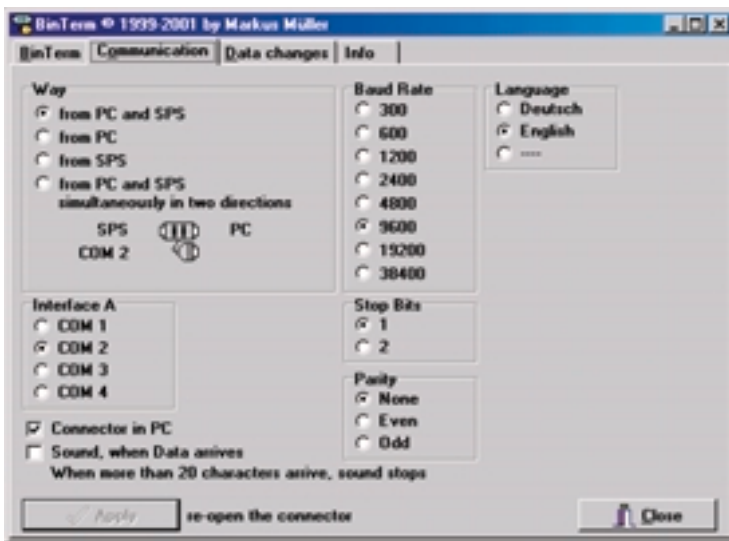 BinTerm © 1999-2001 by Markus Müller
BinTerm Communication Data changes Info
Way
from PC and SPS
from PC
from SPS
from PC and SPS
simultaneously in two directions
SPS PC
COM 2
Baud Rate
300
600
1200
2400
4800
9600
19200
38400
Language
Deutsch
English
----
Interface A
COM 1
COM 2
COM 3
COM 4
Stop Bits
1
2
Parity
None
Even
Odd
Connector in PC
Sound, when Data arrives
When more than 20 characters arrive, sound stops
Apply re-open the connector Close